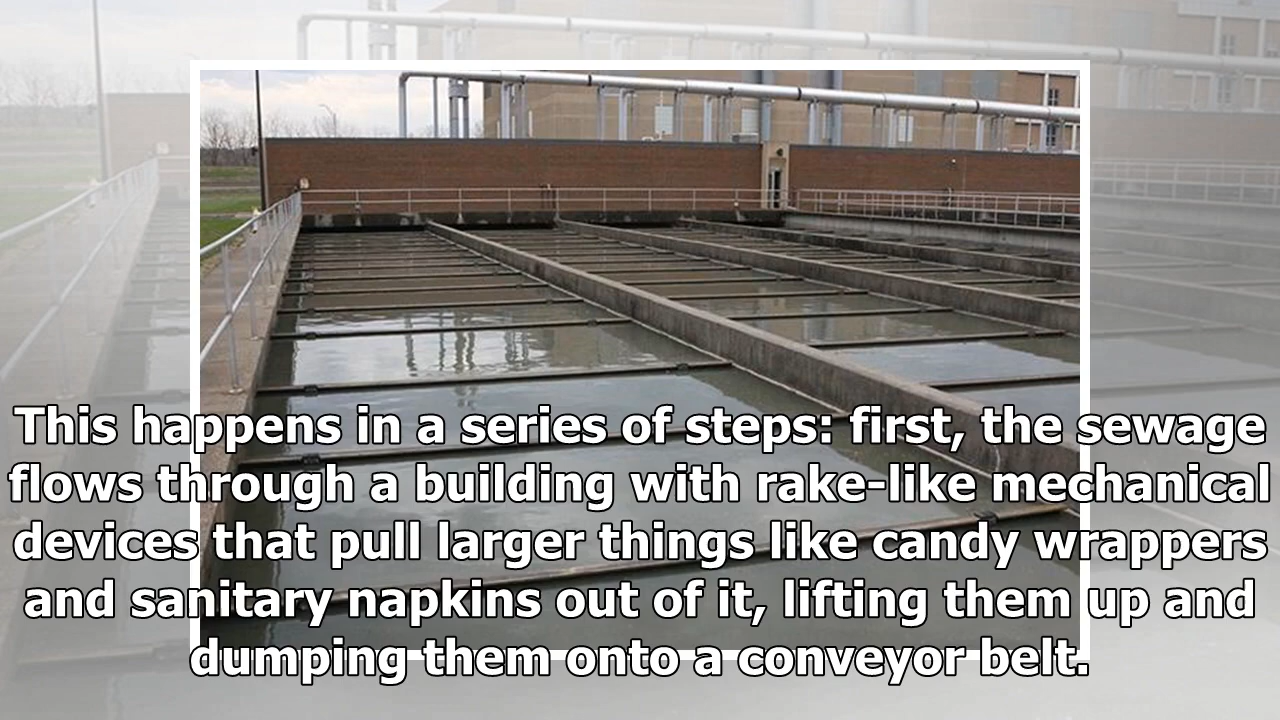 This happens in a series of steps: first, the sewage
flows through a building with rake-like mechanical
devices that pull larger things like candy wrappers
and sanitary napkins out of it, lifting them up and
dumping them onto a conveyor belt.